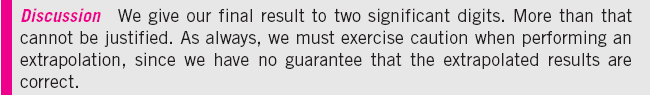 Discussion We give our final result to two significant digits. More than that
cannot be justified. As always, we must exercise caution when performing an
extrapolation, since we have no guarantee that the extrapolated results are
correct.